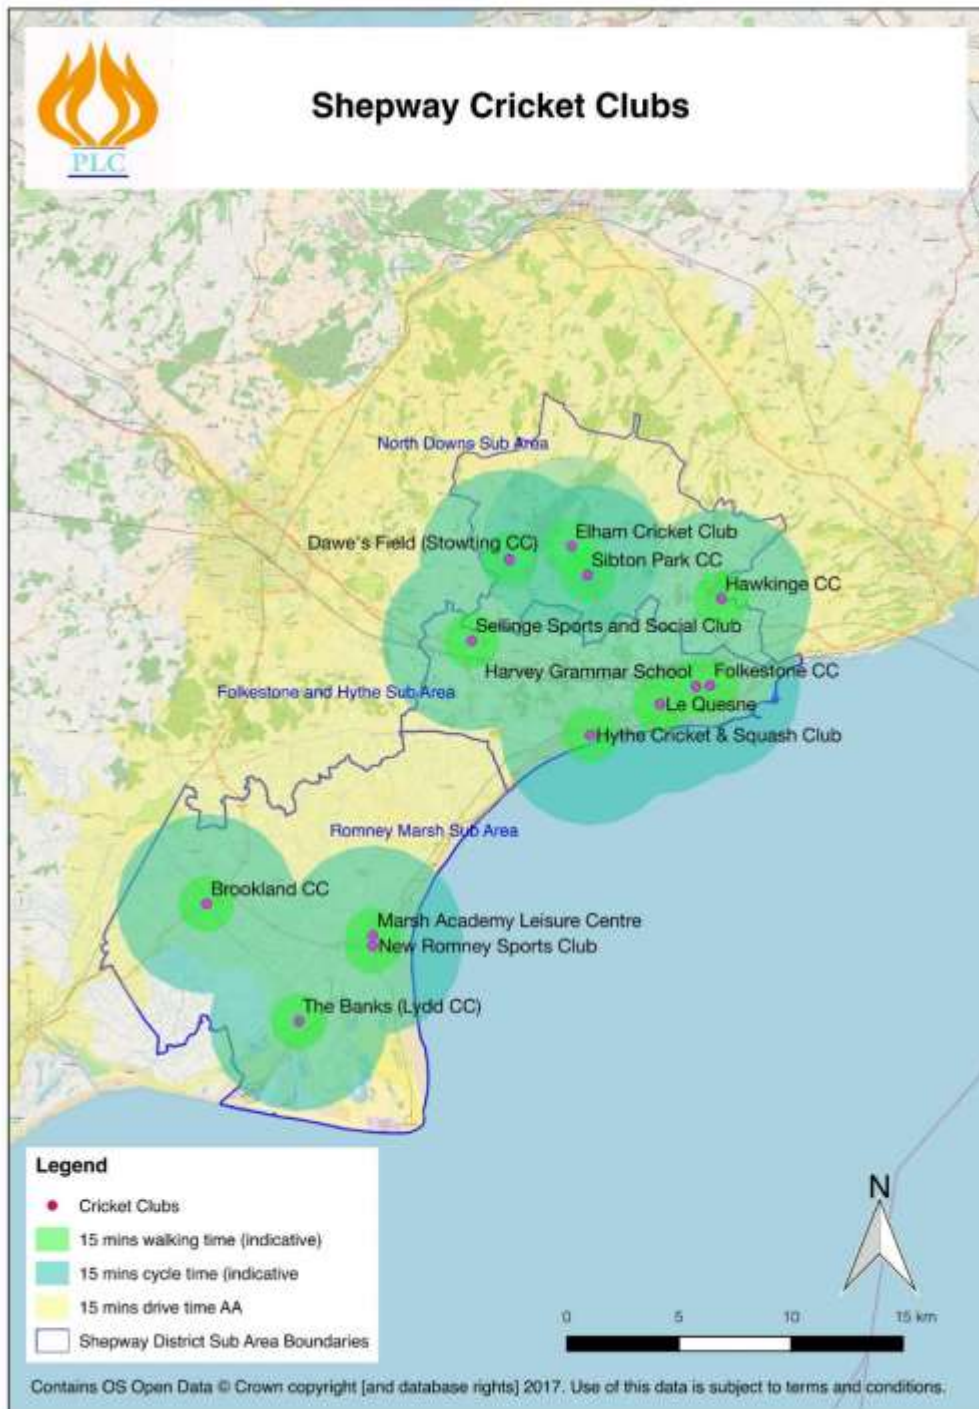 PLC
Shepway Cricket Clubs
North Downs Sub Area
Elham Cricket Club
Dawe's Field (Stowting CC)
Sibton Park CC
Hawkinge CC
Sellinge Sports and Social Club
Harvey Grammar School
Folkestone CC
Folkestone and Hythe Sub Area
Le Quesne
Hythe Cricket & Squash Club
Romney Marsh Sub Area
Brookland CC
Marsh Academy Leisure Centre
New Romney Sports Club
The Banks (Lydd CC)
Legend
Cricket Clubs
15 mins walking time (indicative)
15 mins cycle time (indicative
15 mins drive time AA
Shepway District Sub Area Boundaries
N
0 5 10 15 km
Contains OS Open Data © Crown copyright [and database rights] 2017. Use of this data is subject to terms and conditions.